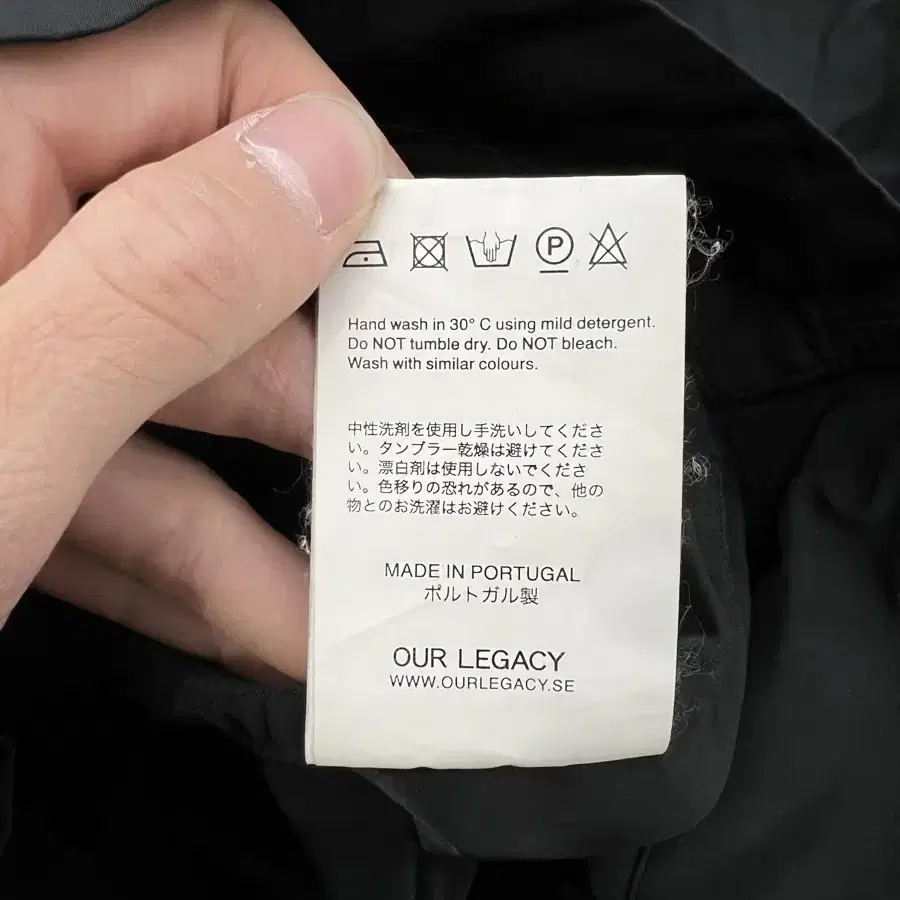 P
Hand wash in 30° C using mild detergent.
Do NOT tumble dry. Do NOT bleach.
Wash with similar colours.
中性洗剤を使用し手洗いしてくださ
い。タンブラー乾燥は避けてくださ
い。漂白剤は使用しないでくださ
い。色移りの恐れがあるので、他の
物とのお洗濯はお避けください。
MADE IN PORTUGAL
ポルトガル製
OUR LEGACY
WWW.OURLEGACY.SE